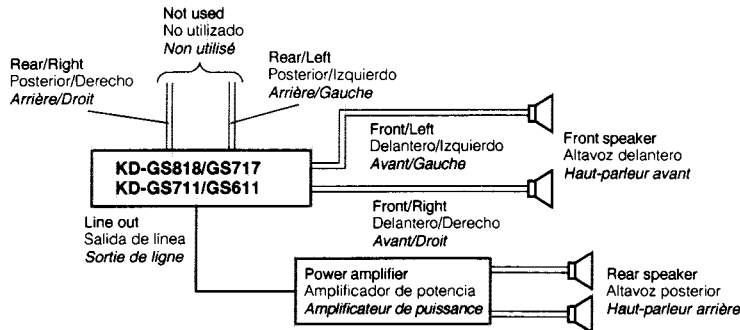 Not used
No utilizado
Non utilisé
Rear/Right
Posterior/Derecho
Arrière/Droit
Rear/Left
Posterior/Izquierdo
Arrière/Gauche
KD-GS818/GS717
KD-GS711/GS611
Front/Left
Delantero/Izquierdo
Avant/Gauche
Front speaker
Altavoz delantero
Haut-parleur avant
Front/Right
Delantero/Derecho
Avant/Droit
Line out
Salida de línea
Sortie de ligne
Power amplifier
Amplificador de potencia
Amplificateur de puissance
Rear speaker
Altavoz posterior
Haut-parleur arrière